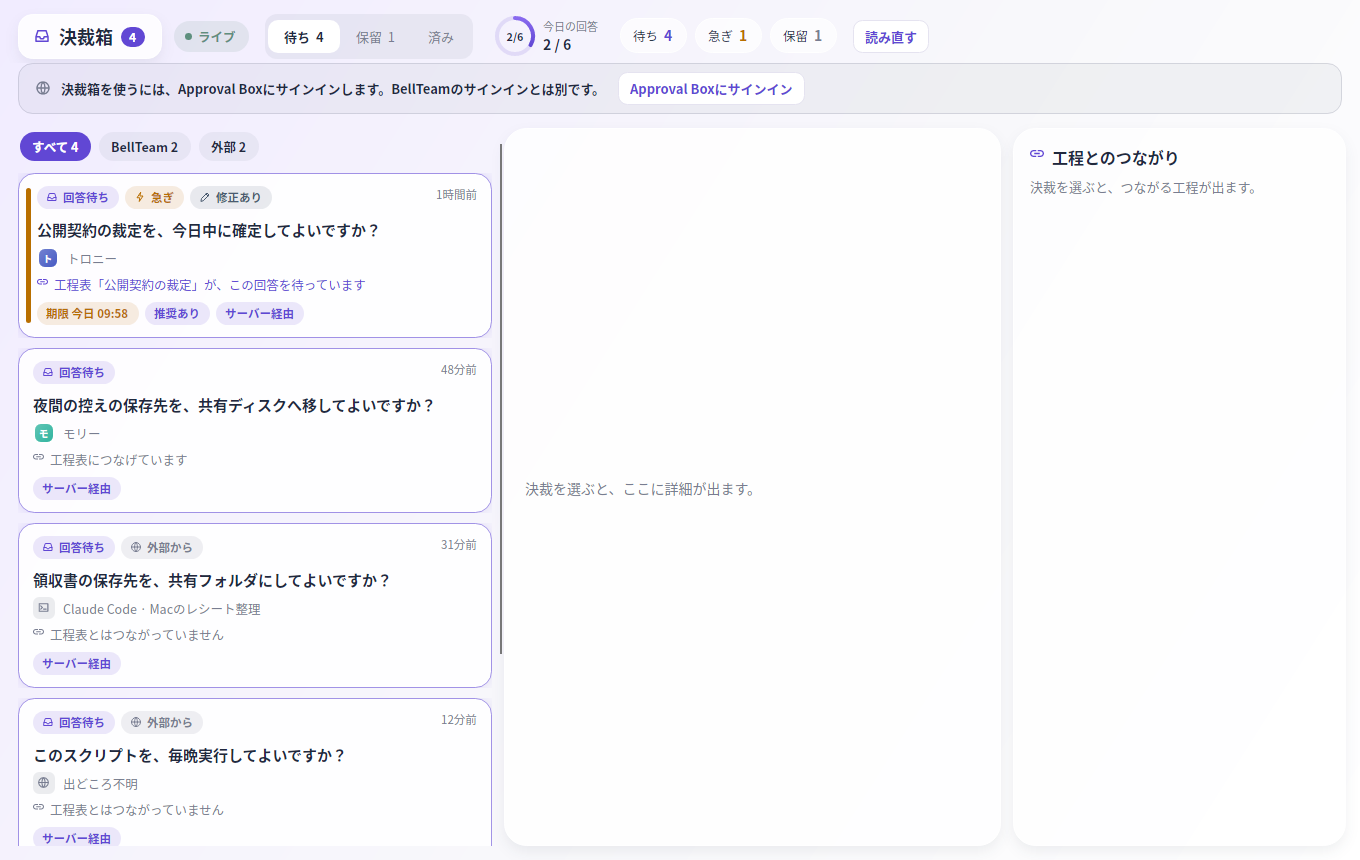 決裁箱 4
ライブ
待ち 4
保留 1
済み
2/6
今日の回答
2 / 6
待ち 4
急ぎ 1
保留 1
読み直す
決裁箱を使うには、Approval Boxにサインインします。BellTeamのサインインとは別です。
Approval Boxにサインイン
すべて 4
BellTeam 2
外部 2
回答待ち
急ぎ
修正あり
1時間前
公開契約の裁定を、今日中に確定してよいですか？
ト トロニー
工程表「公開契約の裁定」が、この回答を待っています
期限 今日 09:58
推奨あり
サーバー経由
回答待ち
48分前
夜間の控えの保存先を、共有ディスクへ移してよいですか？
モ モリー
工程表につなげています
サーバー経由
回答待ち
外部から
31分前
領収書の保存先を、共有フォルダにしてよいですか？
Claude Code · Macのレシート整理
工程表とはつながっていません
サーバー経由
回答待ち
外部から
12分前
このスクリプトを、毎晩実行してよいですか？
出どころ不明
工程表とはつながっていません
サーバー経由
決裁を選ぶと、ここに詳細が出ます。
工程とのつながり
決裁を選ぶと、つながる工程が出ます。